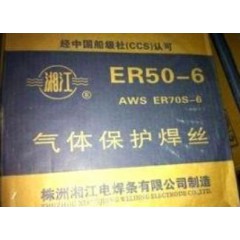 经中国船级社(CCS)认可
湘江
®
ER50-6
AWS ER70S-6
气体保护焊丝
株洲湘江电焊条有限公司制造